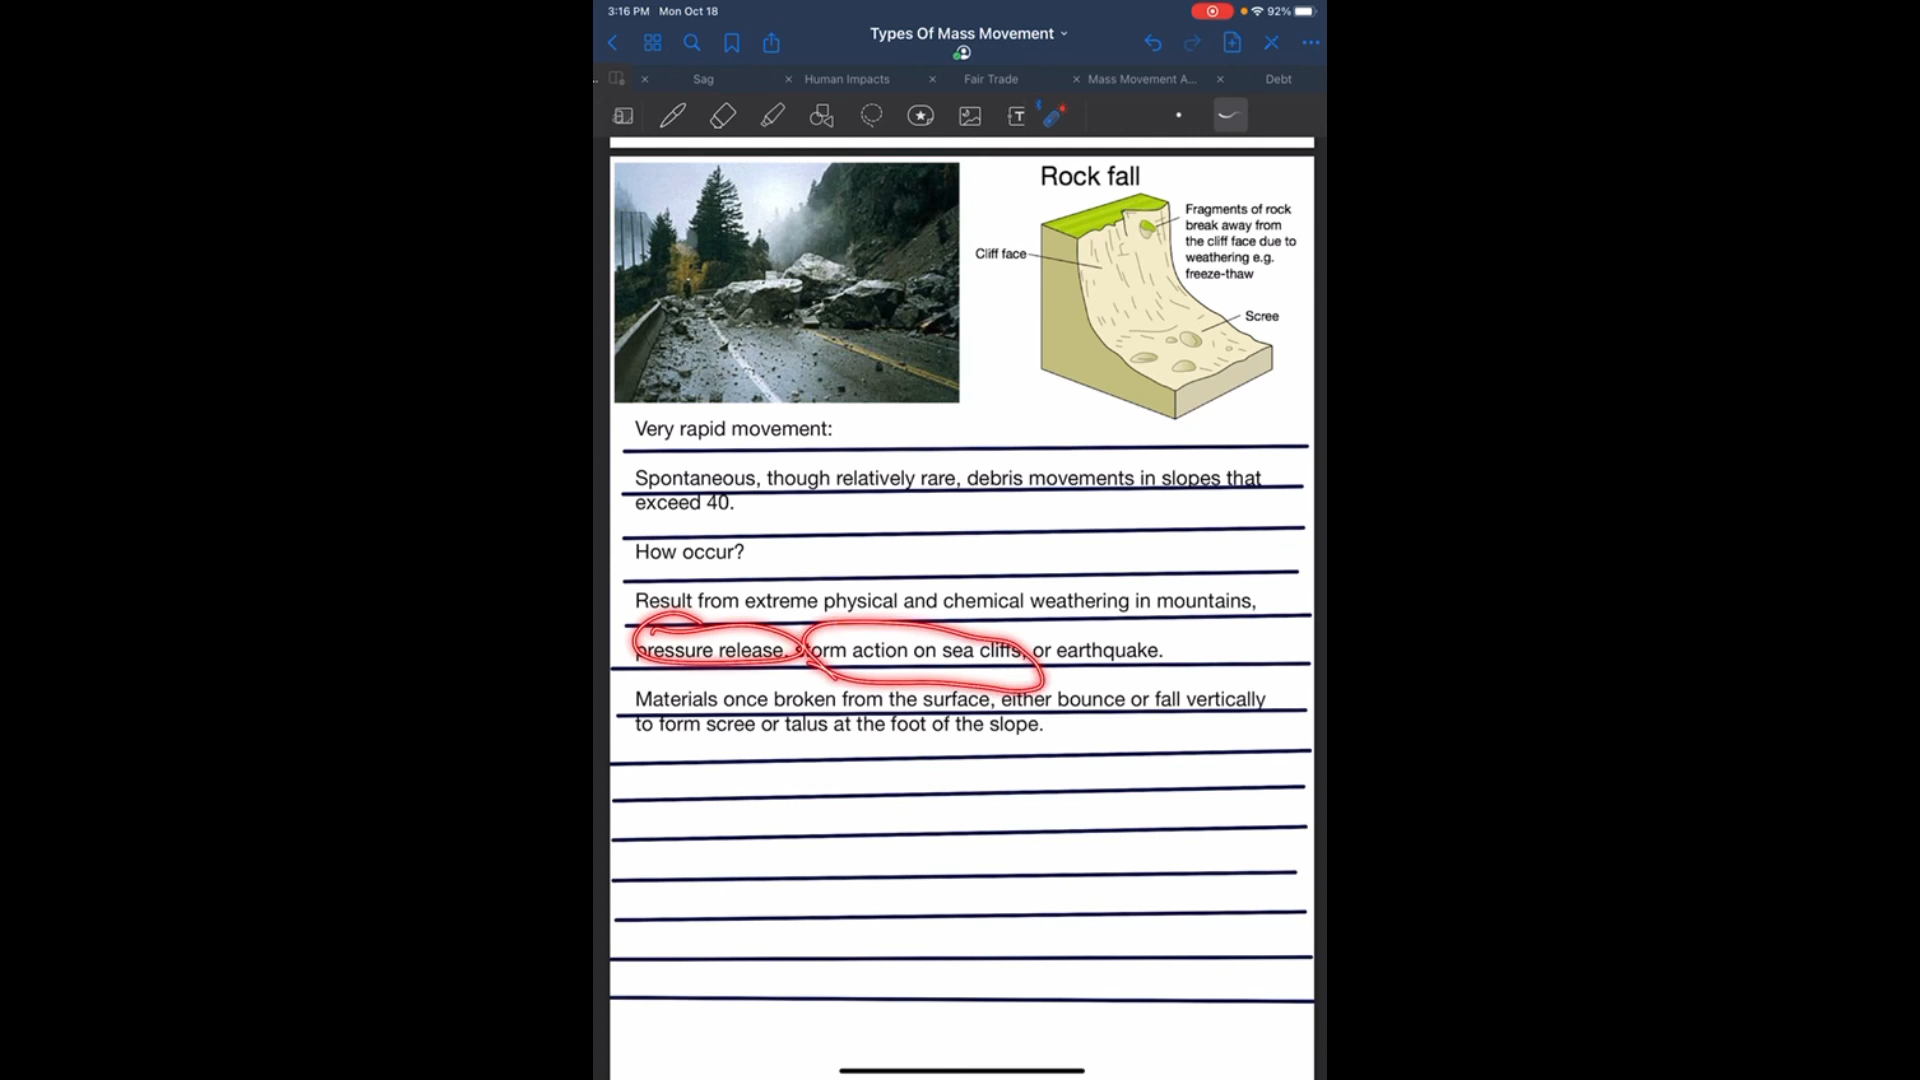 3:16 PM Mon Oct 18
92%
Types Of Mass Movement
Sag
Human Impacts
Fair Trade
Mass Movement A...
Debt
T
Rock fall
Fragments of rock
break away from
the cliff face due to
weathering e.g.
freeze-thaw
Cliff face
Scree
Very rapid movement:
Spontaneous, though relatively rare, debris movements in slopes that
exceed 40.
How occur?
Result from extreme physical and chemical weathering in mountains,
pressure release, storm action on sea cliffs, or earthquake.
Materials once broken from the surface, either bounce or fall vertically
to form scree or talus at the foot of the slope.